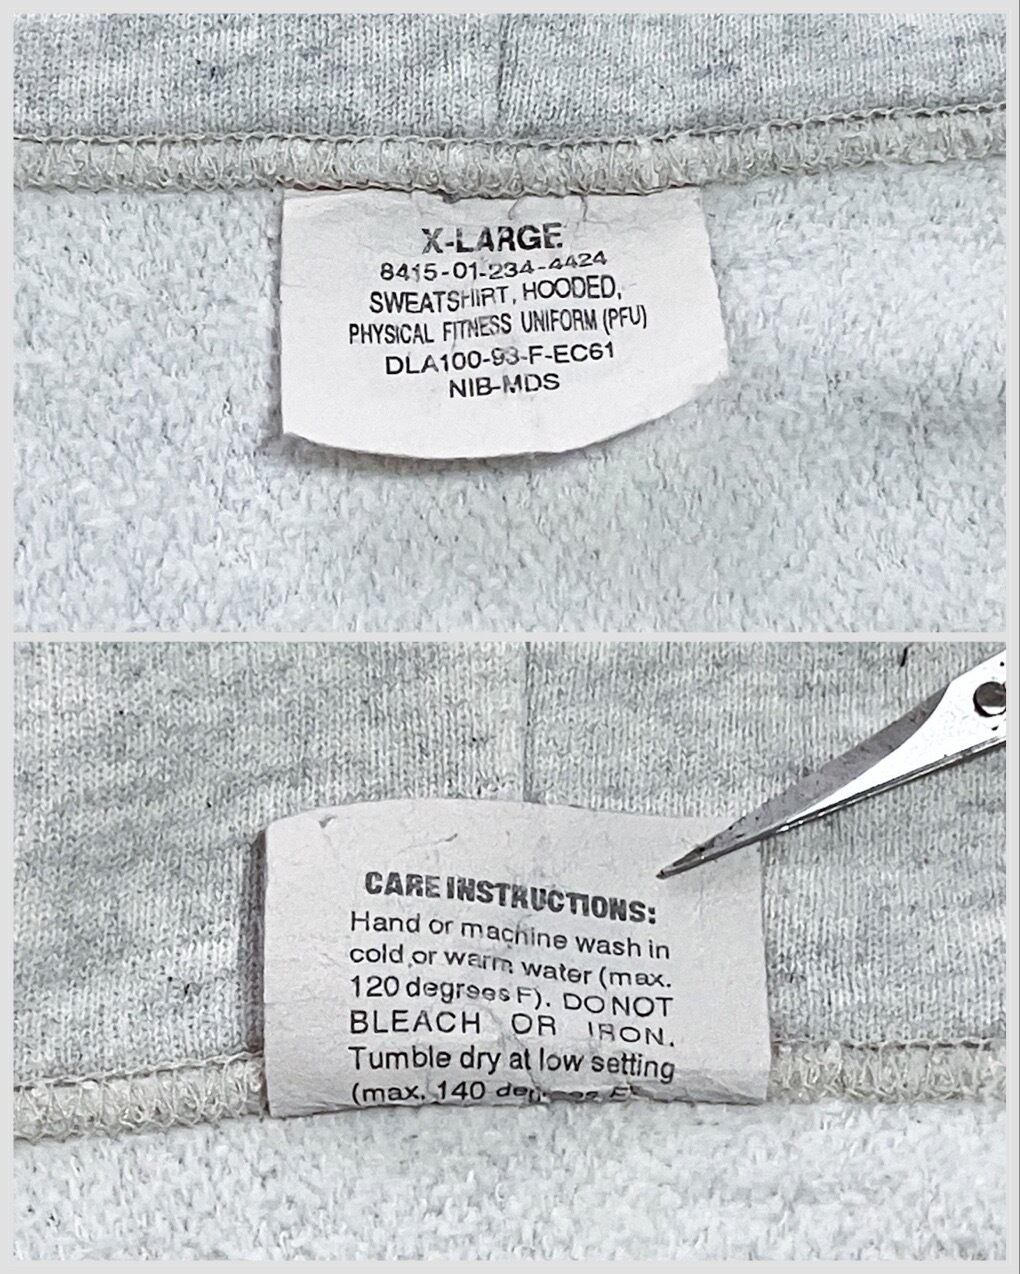 X-LARGE
8415-01-234-4424
SWEATSHIRT, HOODED,
PHYSICAL FITNESS UNIFORM (PFU)
DLA100-93-F-EC61
NIB-MDS
CARE INSTRUCTIONS:
Hand or machine wash in
cold or warm water (max.
120 degrees F). DO NOT
BLEACH OR IRON.
Tumble dry at low setting
(max. 140 degrees F)